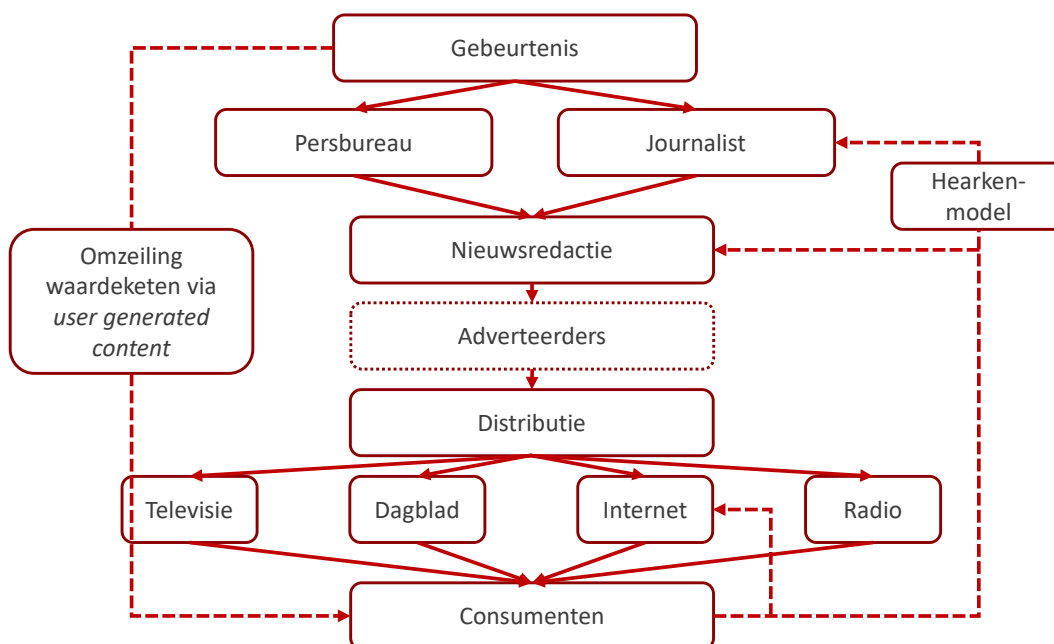 Gebeurtenis
Persbureau
Journalist
Hearken-
model
Nieuwsredactie
Omzeiling
waardeketen via
user generated
content
Adverteerders
Distributie
Televisie
Dagblad
Internet
Radio
Consumenten